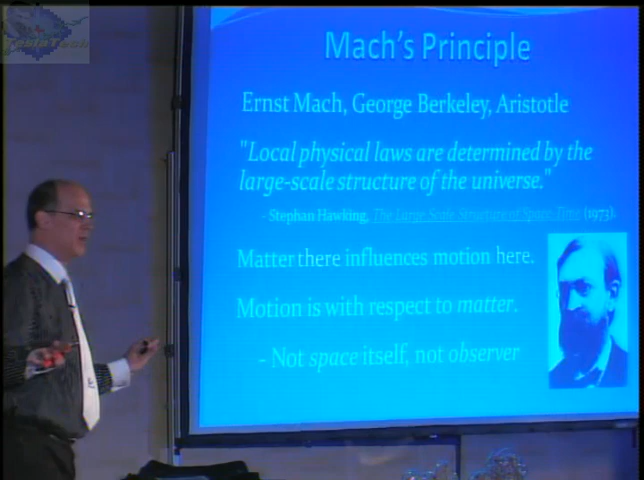 Mach's Principle
Ernst Mach, George Berkeley, Aristotle
"Local physical laws are determined by the
large-scale structure of the universe."
- Stephan Hawking, The Large Scale Structure of Space-Time (1973).
Matter there influences motion here.
Motion is with respect to matter.
- Not space itself, not observer